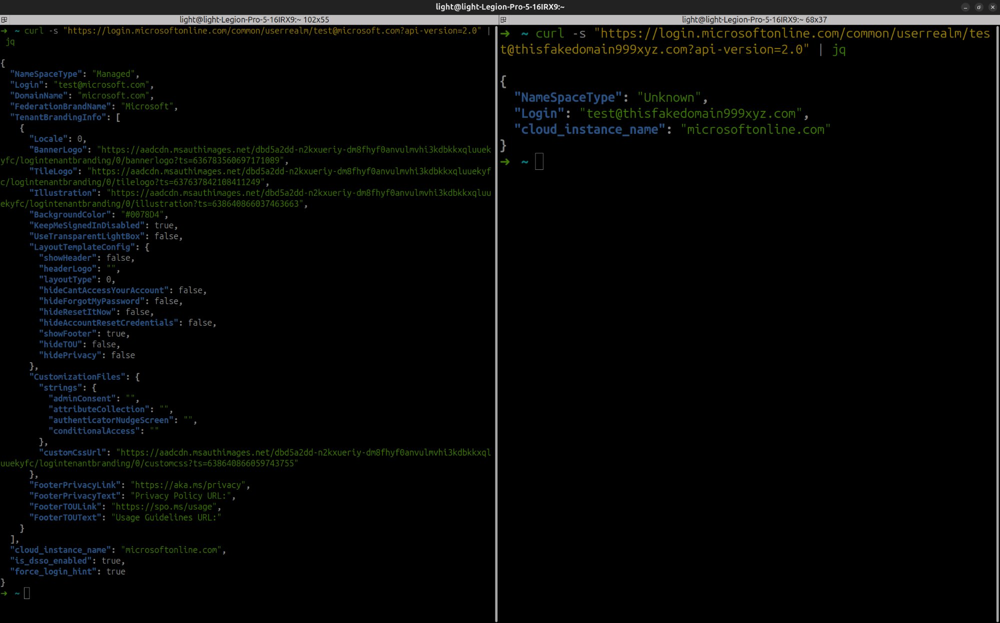 light@light-Legion-Pro-5-16IRX9:~
light@light-Legion-Pro-5-16IRX9:~ 102x55
➜  ~ curl -s "https://login.microsoftonline.com/common/userrealm/test@microsoft.com?api-version=2.0" |
 jq
{
  "NameSpaceType": "Managed",
  "Login": "test@microsoft.com",
  "DomainName": "microsoft.com",
  "FederationBrandName": "Microsoft",
  "TenantBrandingInfo": [
    {
      "Locale": 0,
      "BannerLogo": "https://aadcdn.msauthimages.net/dbd5a2dd-n2kxueriy-dm8fhyf0anvulmvhi3kdbkkxqluuek
yfc/logintenantbranding/0/bannerlogo?ts=636783560697171089",
      "TileLogo": "https://aadcdn.msauthimages.net/dbd5a2dd-n2kxueriy-dm8fhyf0anvulmvhi3kdbkkxqluuekyf
c/logintenantbranding/0/tilelogo?ts=637637842108411249",
      "Illustration": "https://aadcdn.msauthimages.net/dbd5a2dd-n2kxueriy-dm8fhyf0anvulmvhi3kdbkkxqluu
ekyfc/logintenantbranding/0/illustration?ts=638640866037463663",
      "BackgroundColor": "#0078D4",
      "KeepMeSignedInDisabled": true,
      "UseTransparentLightBox": false,
      "LayoutTemplateConfig": {
        "showHeader": false,
        "headerLogo": "",
        "layoutType": 0,
        "hideCantAccessYourAccount": false,
        "hideForgotMyPassword": false,
        "hideResetItNow": false,
        "hideAccountResetCredentials": false,
        "showFooter": true,
        "hideTOU": false,
        "hidePrivacy": false
      },
      "CustomizationFiles": {
        "strings": {
          "adminConsent": "",
          "attributeCollection": "",
          "authenticatorNudgeScreen": "",
          "conditionalAccess": ""
        },
        "customCssUrl": "https://aadcdn.msauthimages.net/dbd5a2dd-n2kxueriy-dm8fhyf0anvulmvhi3kdbkkxql
uuekyfc/logintenantbranding/0/customcss?ts=638640866059743755"
      },
      "FooterPrivacyLink": "https://aka.ms/privacy",
      "FooterPrivacyText": "Privacy Policy URL:",
      "FooterTOULink": "https://spo.ms/usage",
      "FooterTOUText": "Usage Guidelines URL:"
    }
  ],
  "cloud_instance_name": "microsoftonline.com",
  "is_dsso_enabled": true,
  "force_login_hint": true
}
➜  ~
light@light-Legion-Pro-5-16IRX9:~ 68x37
➜  ~ curl -s "https://login.microsoftonline.com/common/userrealm/tes
t@thisfakedomain999xyz.com?api-version=2.0" | jq
{
  "NameSpaceType": "Unknown",
  "Login": "test@thisfakedomain999xyz.com",
  "cloud_instance_name": "microsoftonline.com"
}
➜  ~